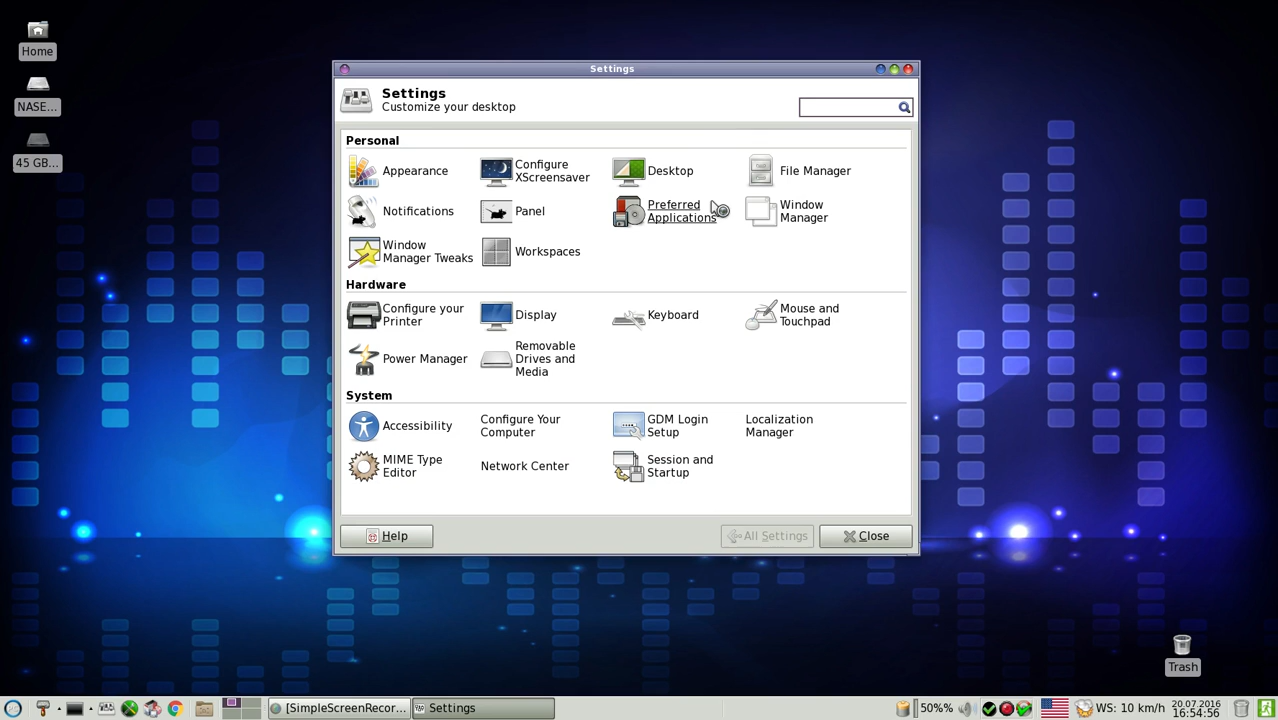 Home
NASE...
45 GB...
Settings
Settings
Customize your desktop
Personal
Appearance
Configure
XScreensaver
Desktop
File Manager
Notifications
Panel
Preferred
Applications
Window
Manager
Window
Manager Tweaks
Workspaces
Hardware
Configure your
Printer
Display
Keyboard
Mouse and
Touchpad
Power Manager
Removable
Drives and
Media
System
Accessibility
Configure Your
Computer
GDM Login
Setup
Localization
Manager
MIME Type
Editor
Network Center
Session and
Startup
Help
All Settings
Close
Trash
[SimpleScreenRecor...
Settings
50%%
WS: 10 km/h
20.07.2016
16:54:56